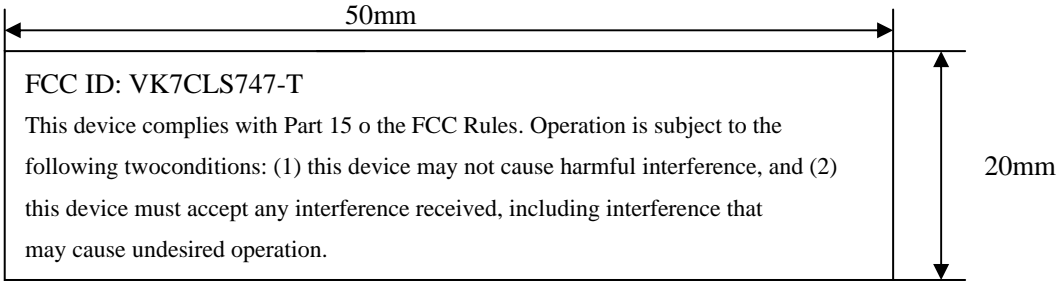 50mm
FCC ID: VK7CLS747-T
This device complies with Part 15 o the FCC Rules. Operation is subject to the
following twoconditions: (1) this device may not cause harmful interference, and (2)
this device must accept any interference received, including interference that
may cause undesired operation.
20mm